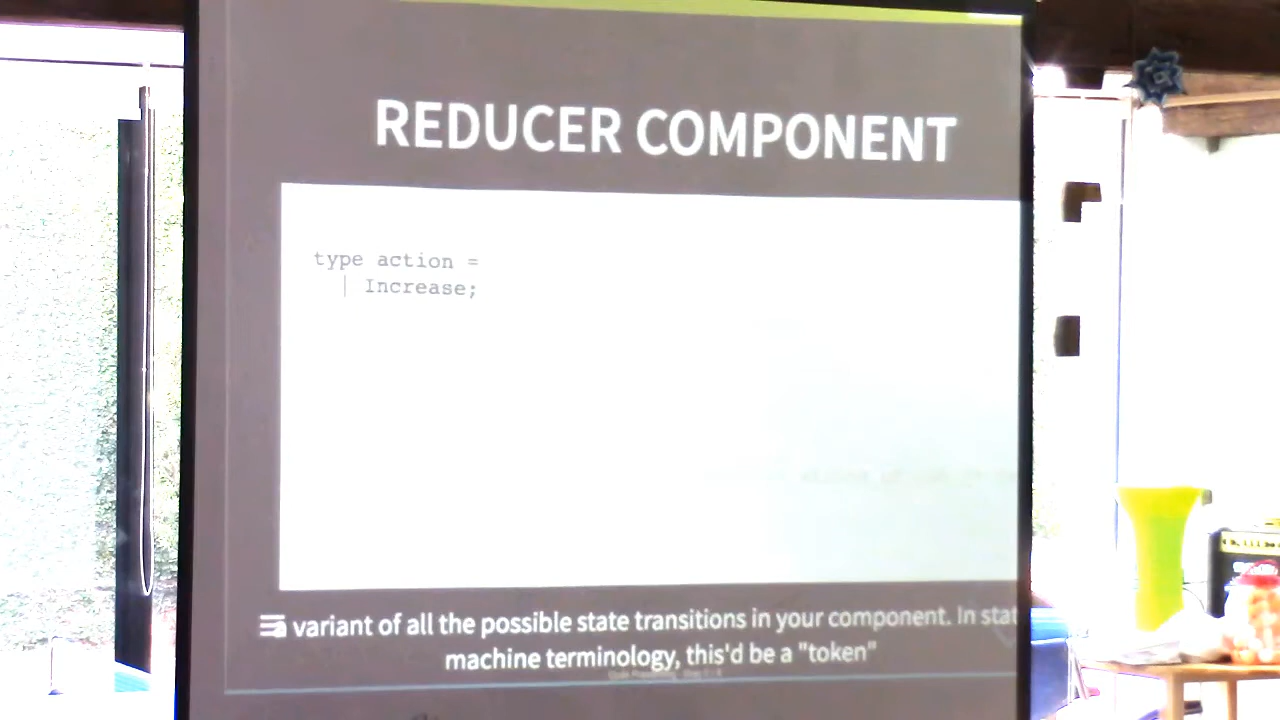 REDUCER COMPONENT
type action =
| Increase;
a variant of all the possible state transitions in your component. In stat
machine terminology, this'd be a "token"